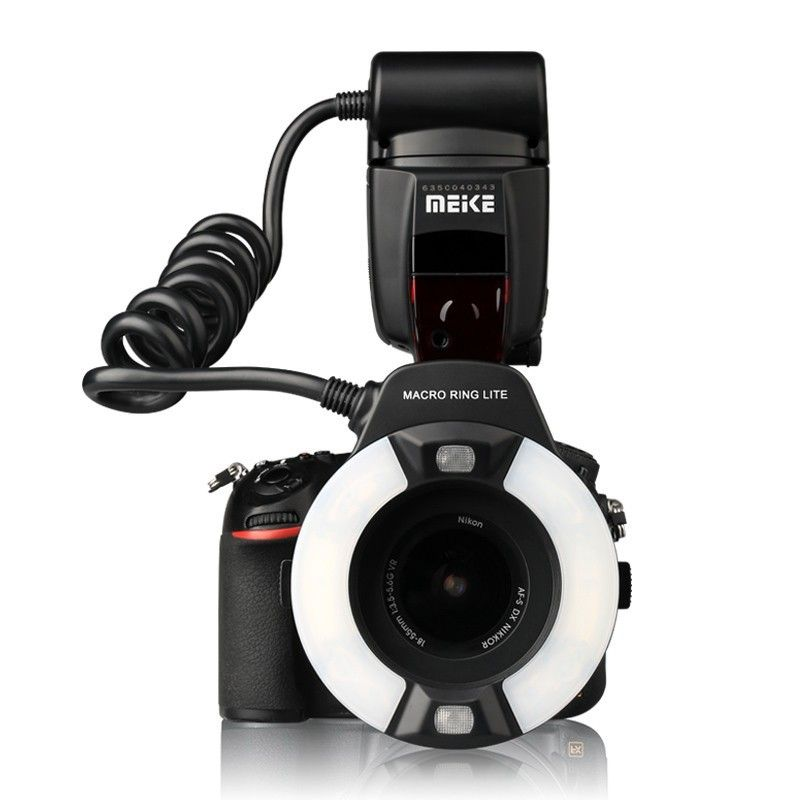 635C040343
MEIKE
MACRO RING LITE
Nikon
AF-S DX NIKKOR
18-55mm 1:3.5-5.6G VR